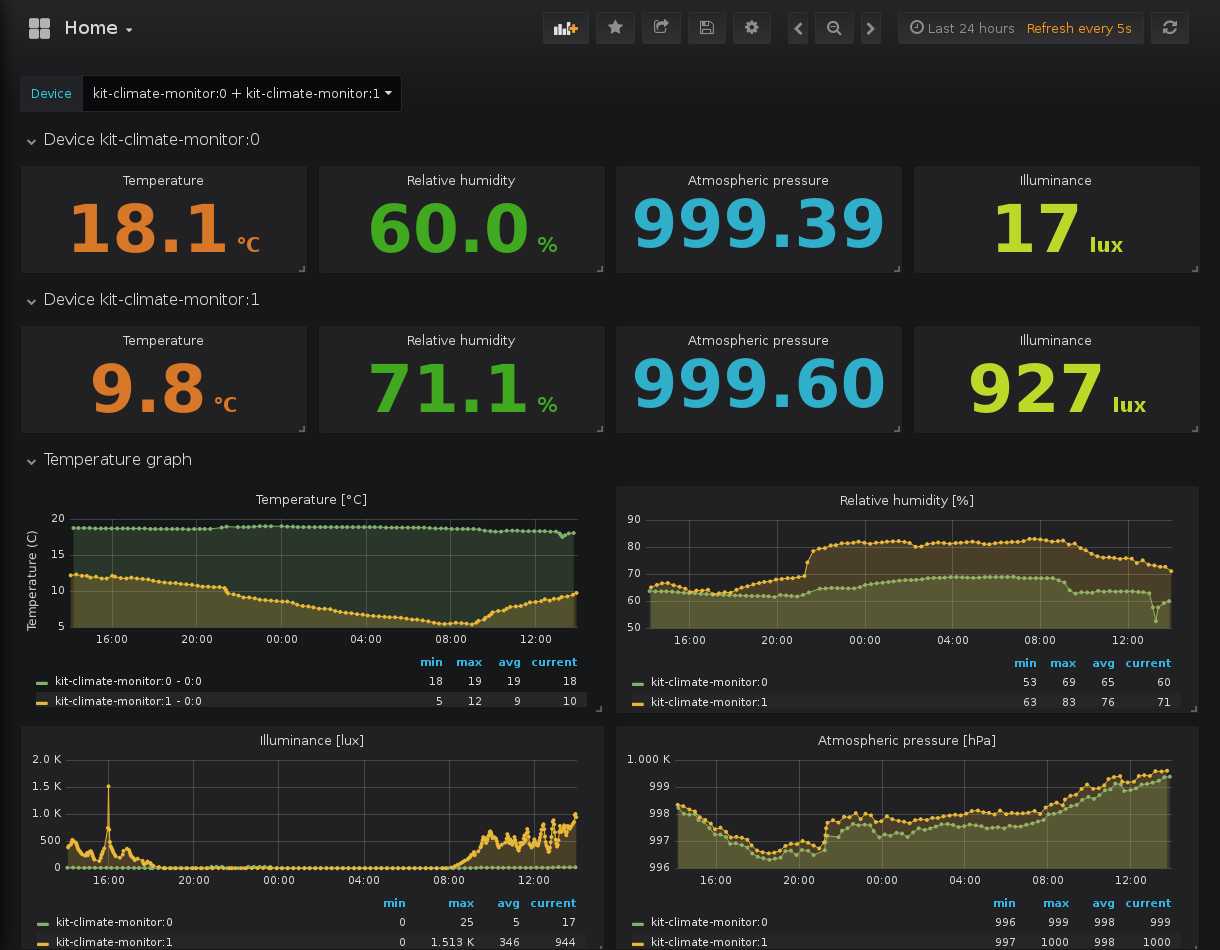 Home
Last 24 hours Refresh every 5s
Device kit-climate-monitor:0 + kit-climate-monitor:1
Device kit-climate-monitor:0
Temperature Relative humidity Atmospheric pressure Illuminance
18.1 °C 60.0 % 999.39 17 lux
Device kit-climate-monitor:1
Temperature Relative humidity Atmospheric pressure Illuminance
9.8 °C 71.1 % 999.60 927 lux
Temperature graph
Temperature [°C]
Temperature (C)
20
15
10
5
16:00 20:00 00:00 04:00 08:00 12:00
min max avg current
kit-climate-monitor:0 - 0:0 18 19 19 18
kit-climate-monitor:1 - 0:0 5 12 9 10
Relative humidity [%]
90
80
70
60
50
16:00 20:00 00:00 04:00 08:00 12:00
min max avg current
kit-climate-monitor:0 53 69 65 60
kit-climate-monitor:1 63 83 76 71
Illuminance [lux]
2.0 K
1.5 K
1.0 K
500
0
16:00 20:00 00:00 04:00 08:00 12:00
min max avg current
kit-climate-monitor:0 0 25 5 17
kit-climate-monitor:1 0 1.513 K 346 944
Atmospheric pressure [hPa]
1.000 K
999
998
997
996
16:00 20:00 00:00 04:00 08:00 12:00
min max avg current
kit-climate-monitor:0 996 999 998 999
kit-climate-monitor:1 997 1000 998 1000